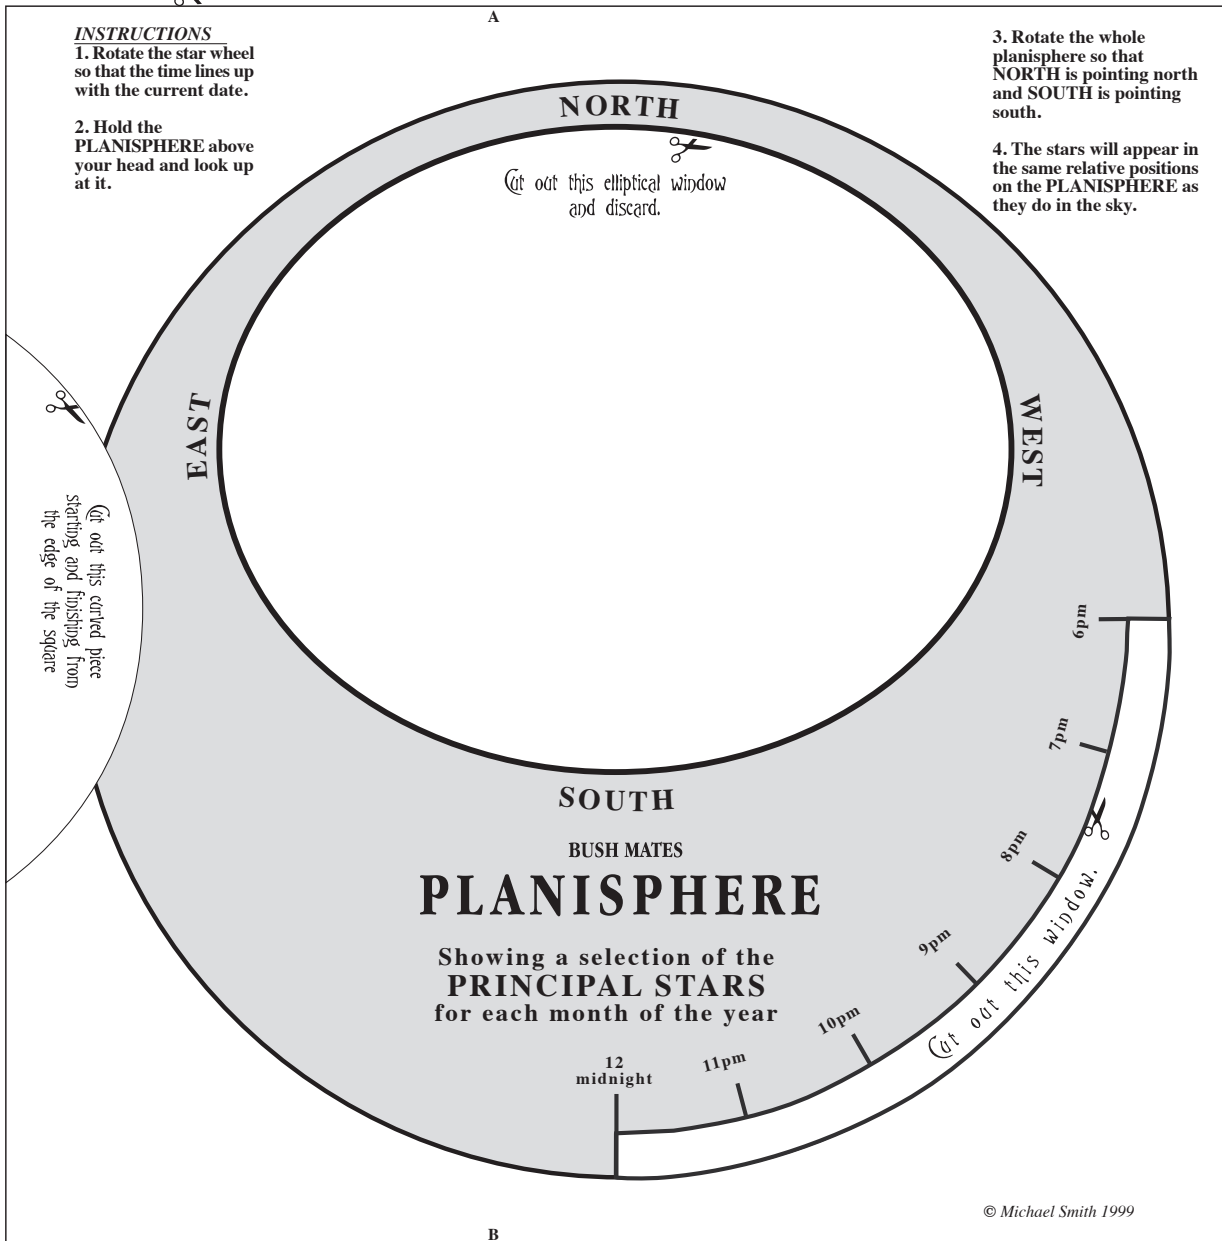 A
INSTRUCTIONS
1. Rotate the star wheel
so that the time lines up
with the current date.
2. Hold the
PLANISPHERE above
your head and look up
at it.
3. Rotate the whole
planisphere so that
NORTH is pointing north
and SOUTH is pointing
south.
4. The stars will appear in
the same relative positions
on the PLANISPHERE as
they do in the sky.
NORTH
Cut out this elliptical window
and discard.
EAST
WEST
Cut out this curved piece
starting and finishing from
the edge of the square
SOUTH
BUSH MATES
PLANISPHERE
Showing a selection of the
PRINCIPAL STARS
for each month of the year
6pm
7pm
8pm
9pm
10pm
11pm
12
midnight
Cut out this window.
© Michael Smith 1999
B